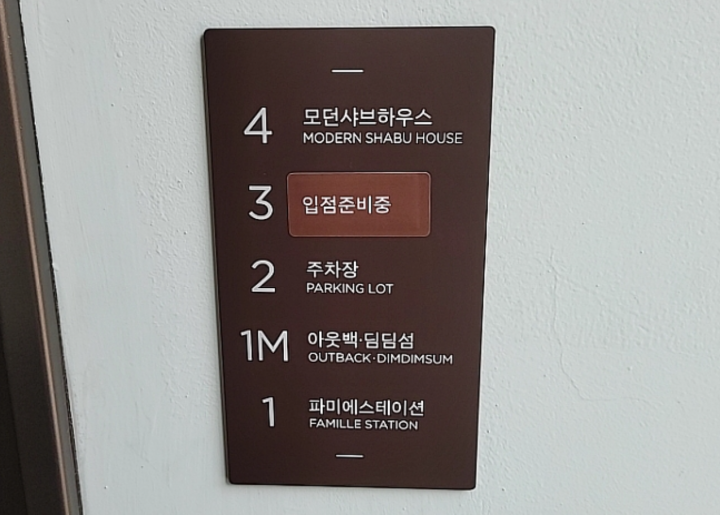 4 모던샤브하우스
MODERN SHABU HOUSE
3 입점준비중
2 주차장
PARKING LOT
1M 아웃백·딤딤섬
OUTBACK·DIMDIMSUM
1 파미에스테이션
FAMILLE STATION